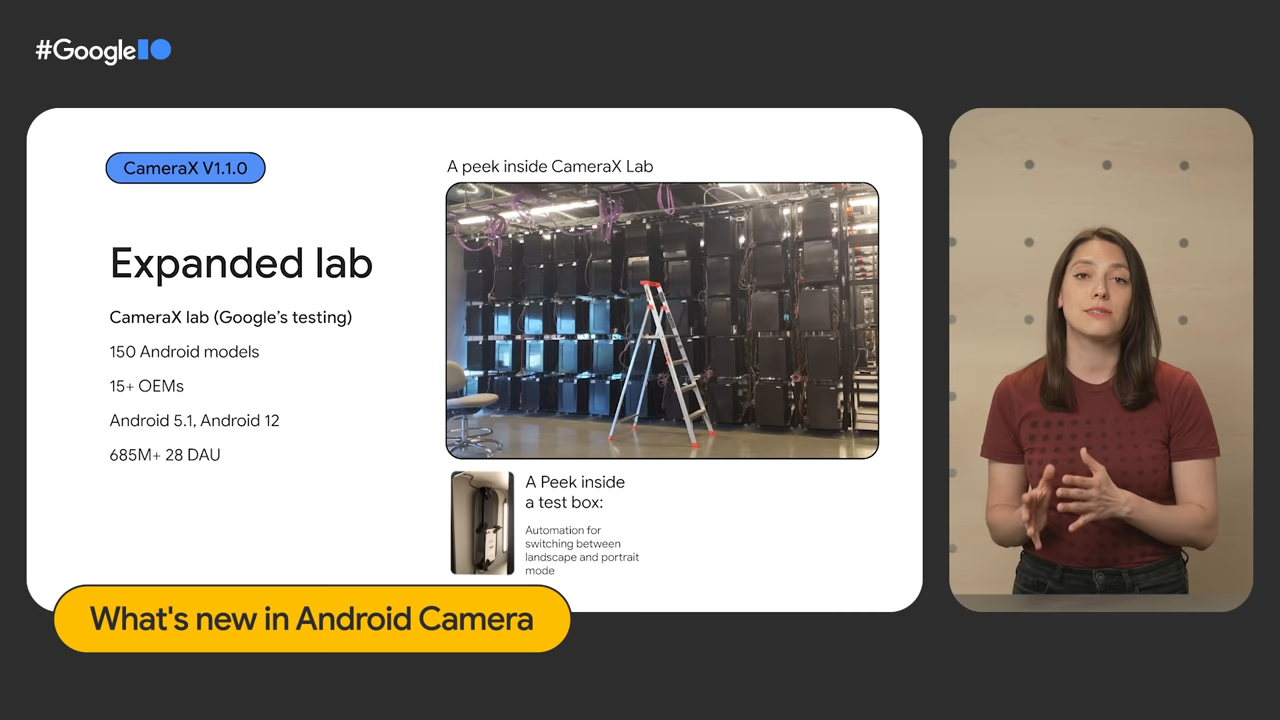 #GoogleIO
CameraX V1.1.0
Expanded lab
CameraX lab (Google's testing)
150 Android models
15+ OEMs
Android 5.1, Android 12
685M+ 28 DAU
A peek inside CameraX Lab
A Peek inside
a test box:
Automation for
switching between
landscape and portrait
mode
What's new in Android Camera